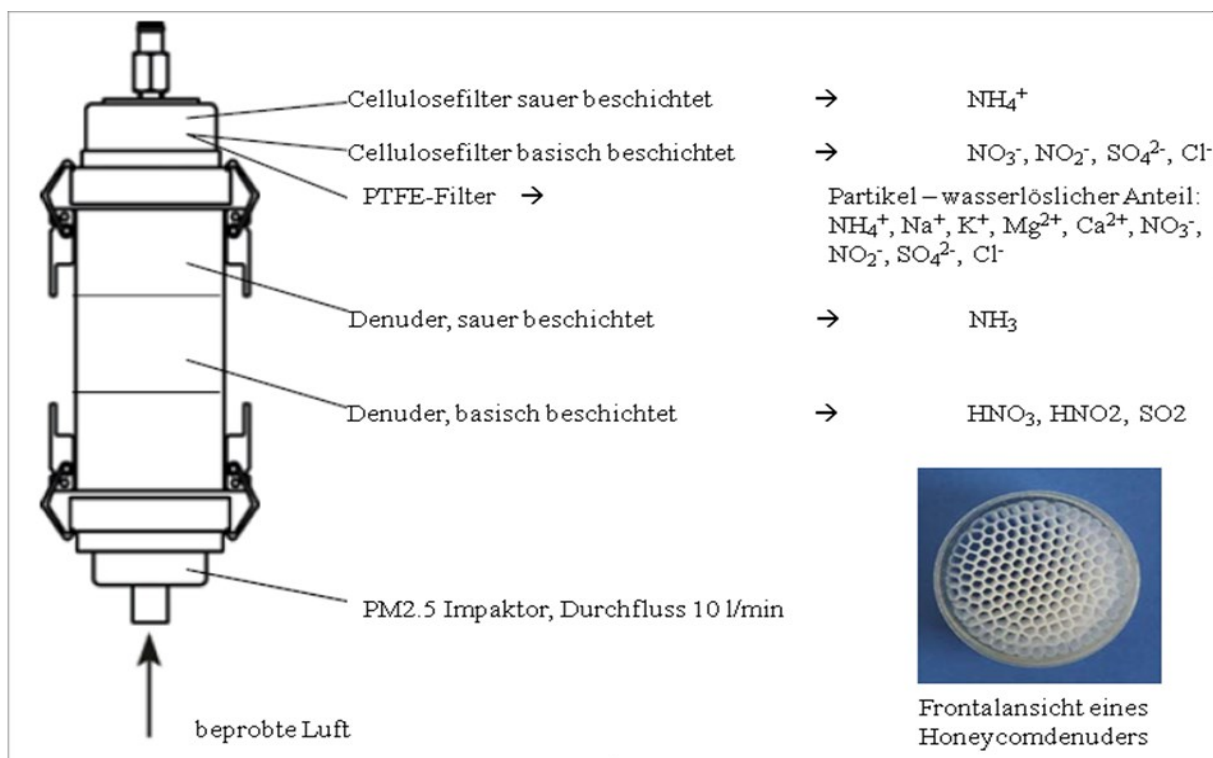 Cellulosefilter sauer beschichtet → NH₄⁺
Cellulosefilter basisch beschichtet → NO₃⁻, NO₂⁻, SO₄²⁻, Cl⁻
PTFE-Filter → Partikel – wasserlöslicher Anteil:
NH₄⁺, Na⁺, K⁺, Mg²⁺, Ca²⁺, NO₃⁻,
NO₂⁻, SO₄²⁻, Cl⁻
Denuder, sauer beschichtet → NH₃
Denuder, basisch beschichtet → HNO₃, HNO2, SO2
PM2.5 Impaktor, Durchfluss 10 l/min
beprobte Luft
Frontalansicht eines
Honeycomdenuders